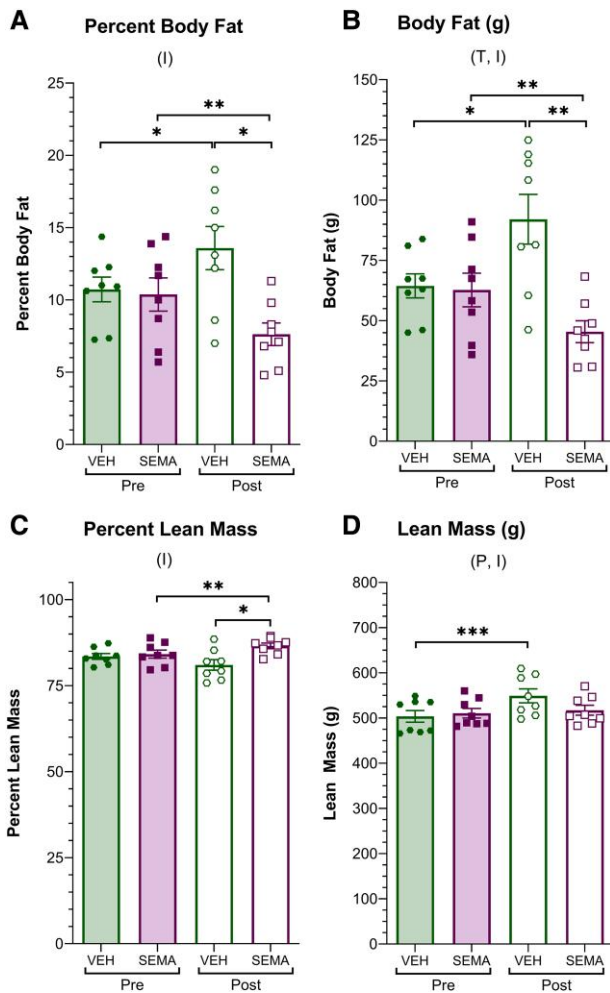 A Percent Body Fat
(I)
**
* *
25
20
15
10
5
0
Percent Body Fat
VEH SEMA VEH SEMA
Pre Post
B Body Fat (g)
(T, I)
**
* **
150
125
100
75
50
25
0
Body Fat (g)
VEH SEMA VEH SEMA
Pre Post
C Percent Lean Mass
(I)
**
*
100
75
50
25
0
Percent Lean Mass
VEH SEMA VEH SEMA
Pre Post
D Lean Mass (g)
(P, I)
***
800
700
600
500
400
300
200
100
0
Lean Mass (g)
VEH SEMA VEH SEMA
Pre Post